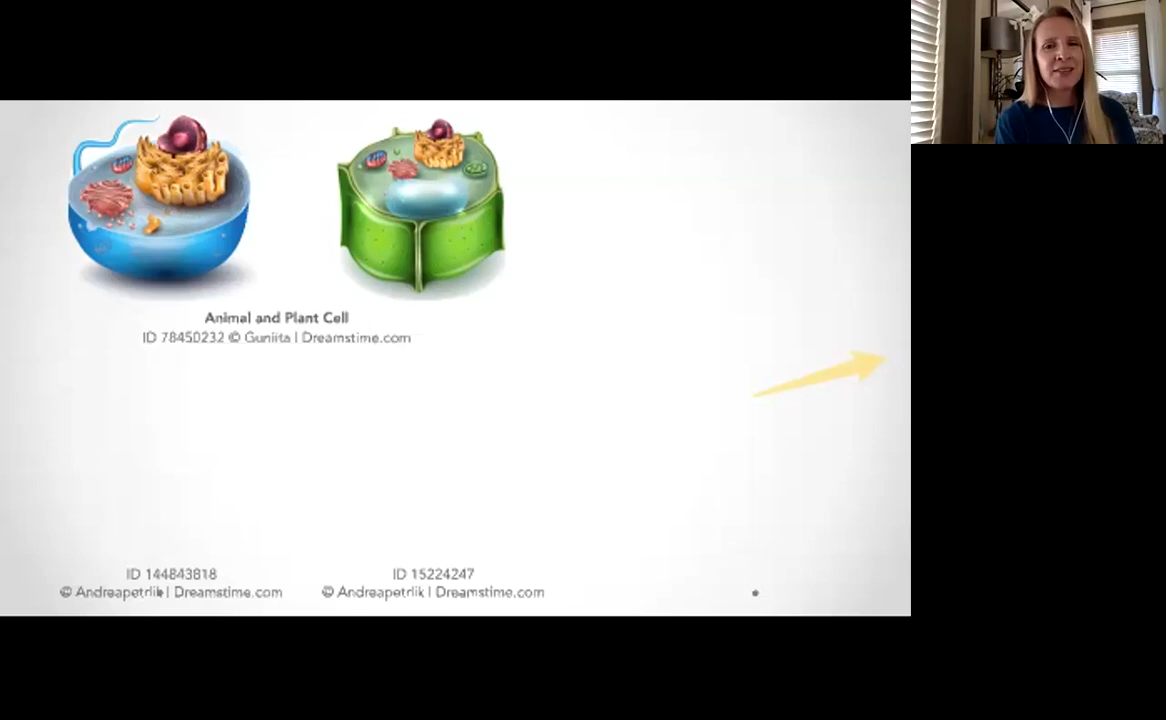 Animal and Plant Cell
ID 78450232 © Guniita | Dreamstime.com
ID 144843818
© Andreapetrlik | Dreamstime.com
ID 15224247
© Andreapetrlik | Dreamstime.com